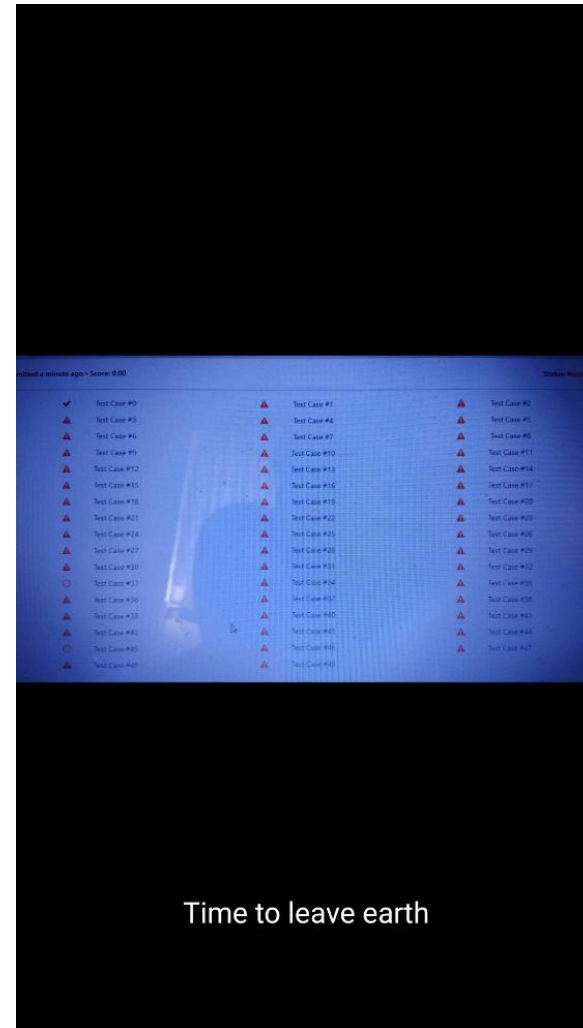 mitted a minute ago • Score: 0.00 Status:
Test Case #0 Test Case #1 Test Case #2
Test Case #3 Test Case #4 Test Case #5
Test Case #6 Test Case #7 Test Case #8
Test Case #9 Test Case #10 Test Case #11
Test Case #12 Test Case #13 Test Case #14
Test Case #15 Test Case #16 Test Case #17
Test Case #18 Test Case #19 Test Case #20
Test Case #21 Test Case #22 Test Case #23
Test Case #24 Test Case #25 Test Case #26
Test Case #27 Test Case #28 Test Case #29
Test Case #30 Test Case #31 Test Case #32
Test Case #33 Test Case #34 Test Case #35
Test Case #36 Test Case #37 Test Case #38
Test Case #39 Test Case #40 Test Case #41
Test Case #42 Test Case #43 Test Case #44
Test Case #45 Test Case #46 Test Case #47
Test Case #48 Test Case #49
Time to leave earth